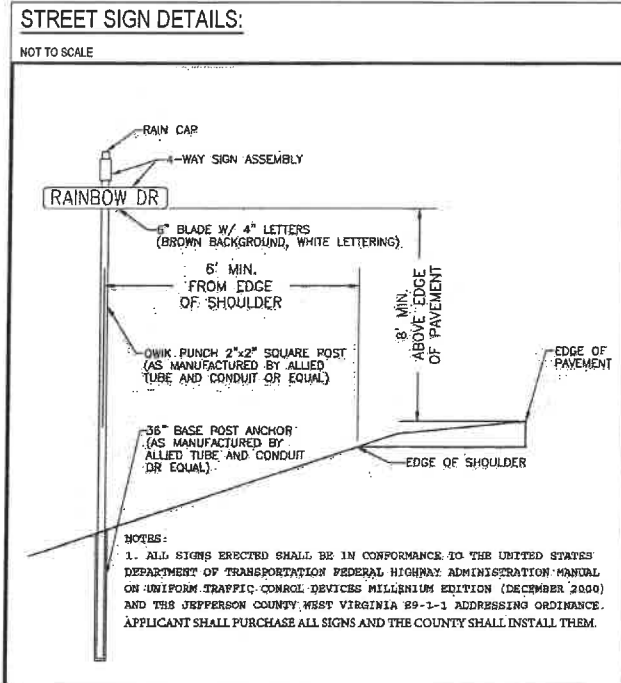 STREET SIGN DETAILS:
NOT TO SCALE
RAIN CAP
4-WAY SIGN ASSEMBLY
RAINBOW DR
6" BLADE W/ 4" LETTERS
(BROWN BACKGROUND, WHITE LETTERING)
6' MIN.
FROM EDGE
OF SHOULDER
8' MIN.
ABOVE EDGE
OF PAVEMENT
QWIK PUNCH 2"x2" SQUARE POST
(AS MANUFACTURED BY ALLIED
TUBE AND CONDUIT OR EQUAL)
EDGE OF
PAVEMENT
36" BASE POST ANCHOR
(AS MANUFACTURED BY
ALLIED TUBE AND CONDUIT
OR EQUAL)
EDGE OF SHOULDER
NOTES:
1. ALL SIGNS ERECTED SHALL BE IN CONFORMANCE TO THE UNITED STATES
DEPARTMENT OF TRANSPORTATION FEDERAL HIGHWAY ADMINISTRATION MANUAL
ON UNIFORM TRAFFIC CONROL DEVICES MILLENIUM EDITION (DECEMBER 2000)
AND THE JEFFERSON COUNTY WEST VIRGINIA E9-1-1 ADDRESSING ORDINANCE.
APPLICANT SHALL PURCHASE ALL SIGNS AND THE COUNTY SHALL INSTALL THEM.